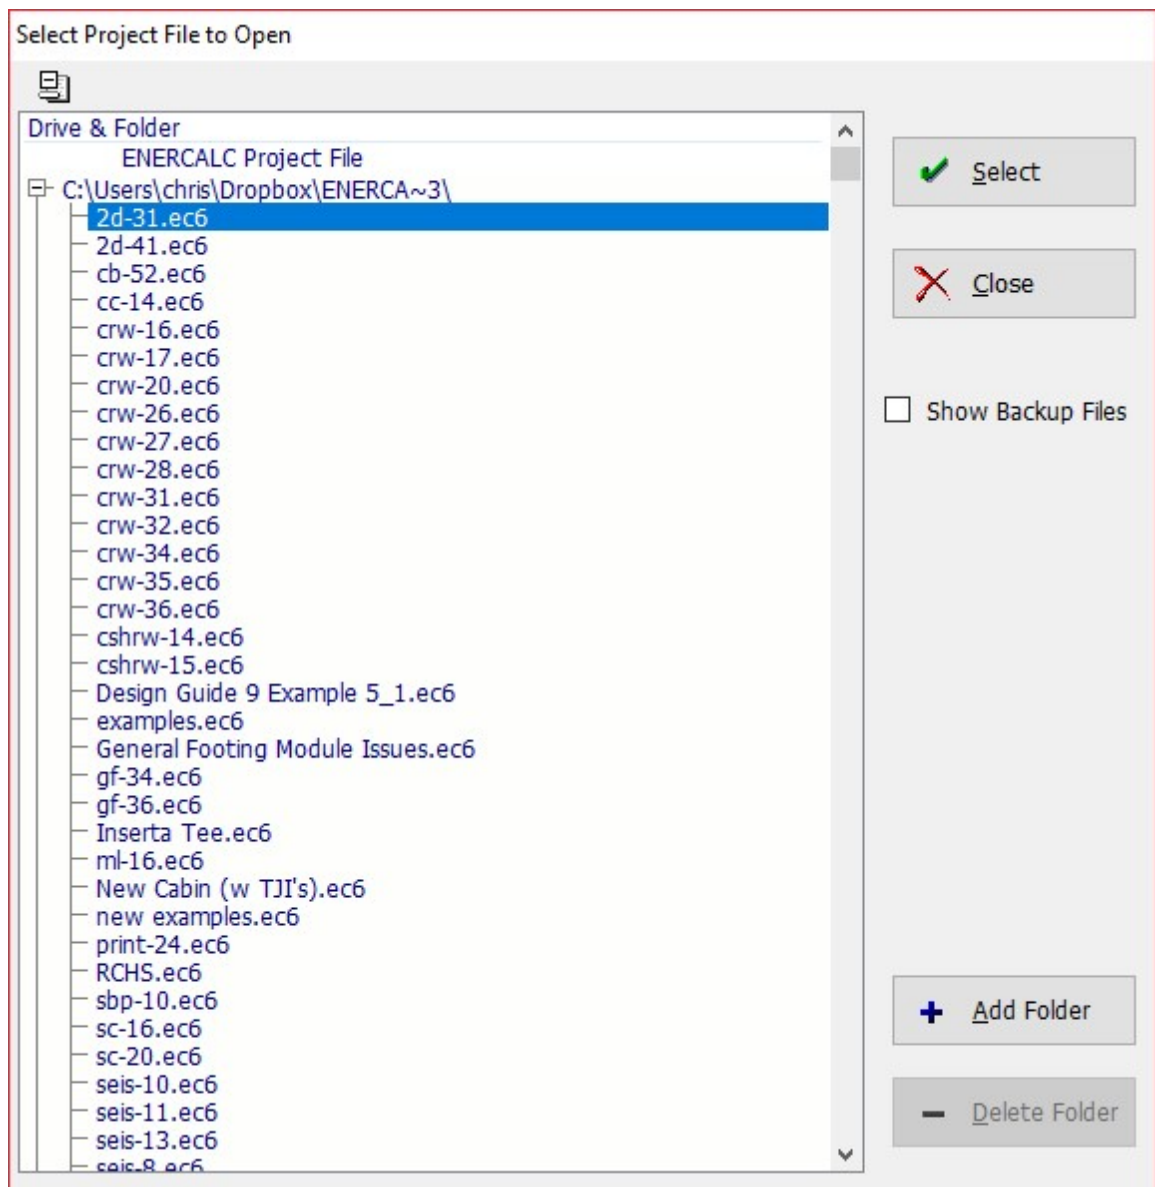 Select Project File to Open
Drive & Folder
ENERCALC Project File
C:\Users\chris\Dropbox\ENERCA~3\
2d-31.ec6
2d-41.ec6
cb-52.ec6
cc-14.ec6
crw-16.ec6
crw-17.ec6
crw-20.ec6
crw-26.ec6
crw-27.ec6
crw-28.ec6
crw-31.ec6
crw-32.ec6
crw-34.ec6
crw-35.ec6
crw-36.ec6
cshrw-14.ec6
cshrw-15.ec6
Design Guide 9 Example 5_1.ec6
examples.ec6
General Footing Module Issues.ec6
gf-34.ec6
gf-36.ec6
Inserta Tee.ec6
ml-16.ec6
New Cabin (w TJI's).ec6
new examples.ec6
print-24.ec6
RCHS.ec6
sbp-10.ec6
sc-16.ec6
sc-20.ec6
seis-10.ec6
seis-11.ec6
seis-13.ec6
seis-8.ec6
Select
Close
Show Backup Files
Add Folder
Delete Folder